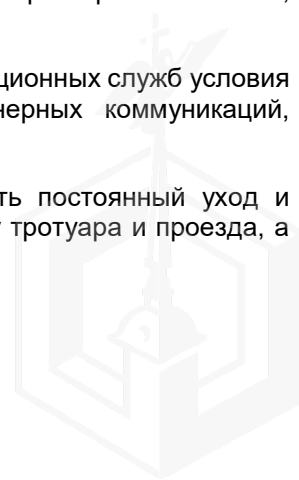 ционных служб условия
нерных коммуникаций,
ть постоянный уход и
тротуара и проезда, а